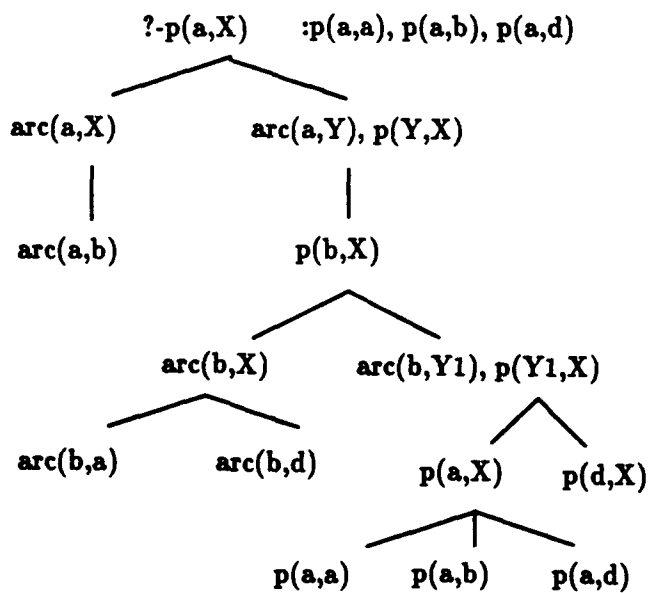 ?-p(a,X) :p(a,a), p(a,b), p(a,d)
arc(a,X) arc(a,Y), p(Y,X)
arc(a,b) p(b,X)
arc(b,X) arc(b,Y1), p(Y1,X)
arc(b,a) arc(b,d) p(a,X) p(d,X)
p(a,a) p(a,b) p(a,d)